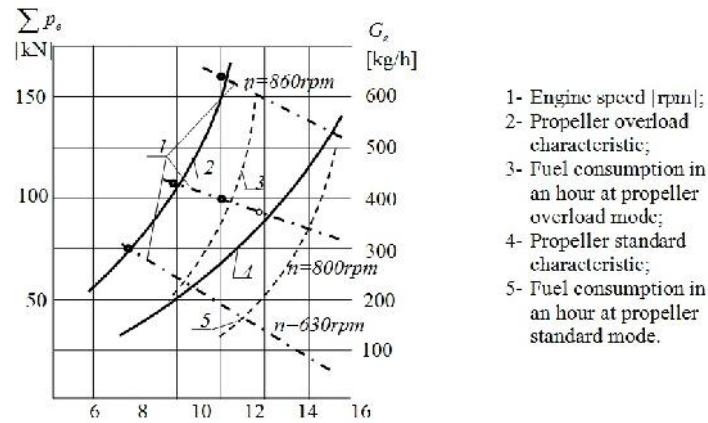 ∑ pₑ
[kN]
Gₑ
[kg/h]
150
100
50
600
500
400
300
200
100
6 8 10 12 14 16
n=860rpm
n=800rpm
n=630rpm
1
2
3
4
5
1- Engine speed [rpm];
2- Propeller overload
characteristic;
3- Fuel consumption in
an hour at propeller
overload mode;
4- Propeller standard
characteristic;
5- Fuel consumption in
an hour at propeller
standard mode.